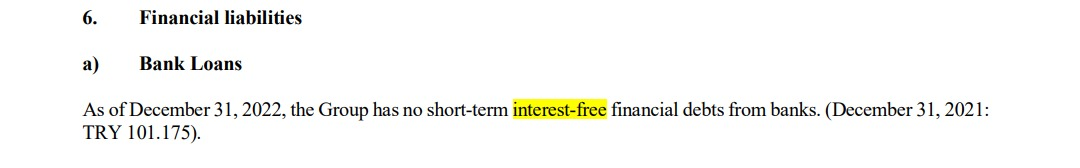 6. Financial liabilities
a) Bank Loans
As of December 31, 2022, the Group has no short-term interest-free financial debts from banks. (December 31, 2021:
TRY 101.175).